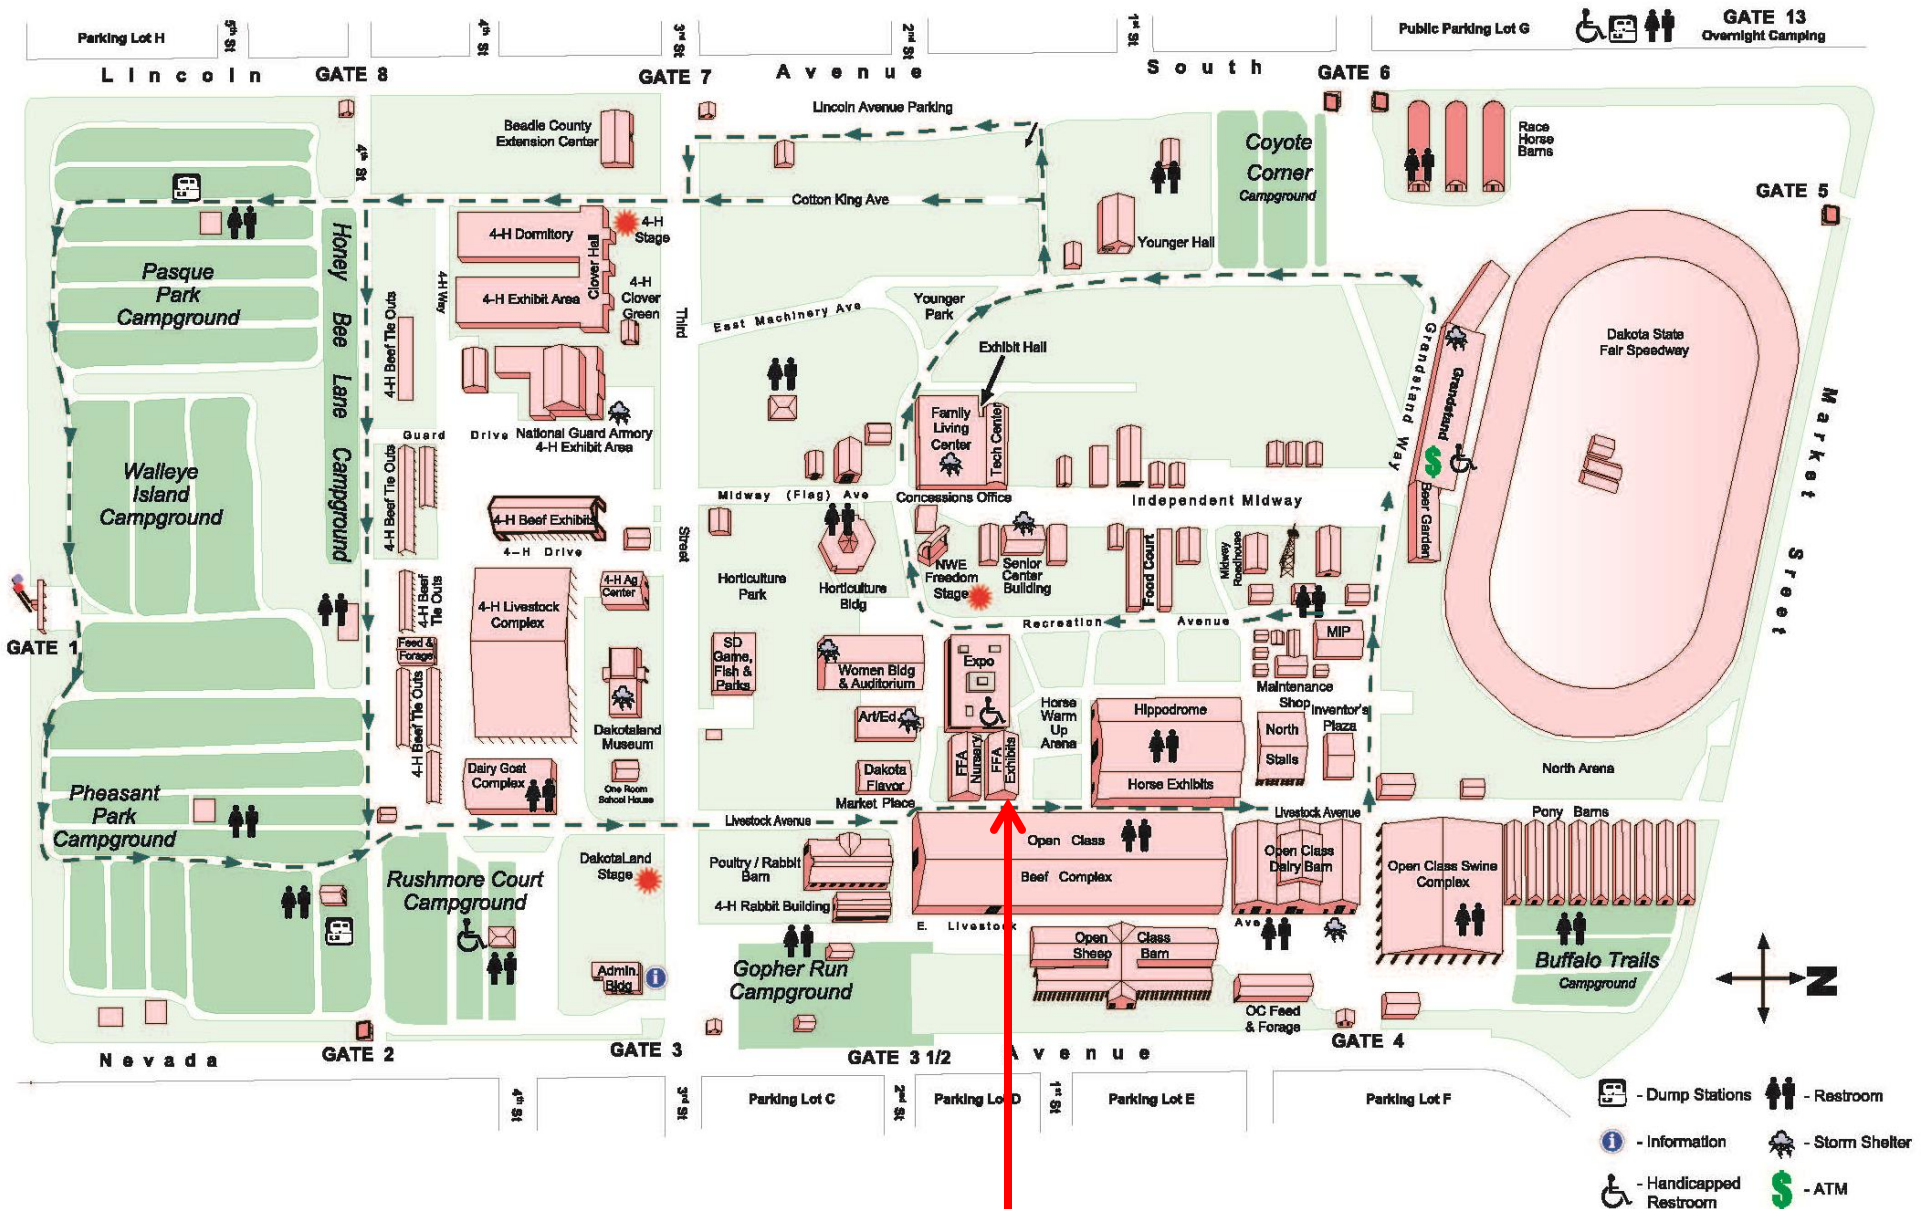 GATE 13
Overnight Camping
Parking Lot H
5th St
4th St
3rd St
2nd St
1st St
Public Parking Lot G
Lincoln Avenue South
GATE 8
GATE 7
GATE 6
GATE 5
Lincoln Avenue Parking
Beadle County
Extension Center
4th St
Cotton King Ave
Coyote
Corner
Campground
Race
Horse
Barns
Younger Hall
4-H Dormitory
4-H Exhibit Area
Clover Hall
4-H
Stage
4-H
Clover
Green
4-H Way
Pasque
Park
Campground
Honey Bee Lane Campground
4-H Beef Tie Outs
Third Street
East Machinery Ave
Younger
Park
Exhibit Hall
Dakota State
Fair Speedway
Grandstand Way
Grandstand
Market Sreet
Family
Living
Center
Tech Center
Guard Drive
National Guard Armory
4-H Exhibit Area
Walleye
Island
Campground
4-H Beef Tie Outs
Midway (Flag) Ave
Concessions Office
Independent Midway
Beer Garden
4-H Beef Exhibits
4-H Drive
Horticulture
Park
Horticulture
Bldg
NWE
Freedom
Stage
Senior
Center
Building
Food Court
Midway
Roadhouse
4-H Beef
Tie Outs
4-H Livestock
Complex
4-H Ag
Center
GATE 1
Recreation Avenue
MIP
Feed &
Forage
SD
Game,
Fish &
Parks
Women Bldg
& Auditorium
Expo
Maintenance
Shop
Inventor's
Plaza
4-H Beef Tie Outs
Dakotaland
Museum
Art/Ed
Horse
Warm
Up
Arena
Hippodrome
Horse Exhibits
North
Stalls
FFA
Nursery
FFA
Exhibits
Dairy Goat
Complex
One Room
School House
Dakota
Flavor
Market Place
North Arena
Pheasant
Park
Campground
Livestock Avenue
Livestock Avenue
Pony Barns
Open Class
Beef Complex
Open Class
Dairy Barn
Open Class Swine
Complex
Poultry / Rabbit
Barn
4-H Rabbit Building
DakotaLand
Stage
Rushmore Court
Campground
E. Livestock Ave
Open Class
Sheep Barn
Buffalo Trails
Campground
Gopher Run
Campground
Admin.
Bldg
OC Feed
& Forage
N
GATE 2
GATE 3
GATE 3 1/2
GATE 4
Nevada Avenue
4th St
3rd St
2nd St
1st St
Parking Lot C
Parking Lot D
Parking Lot E
Parking Lot F
- Dump Stations
- Restroom
- Information
- Storm Shelter
- Handicapped
Restroom
- ATM